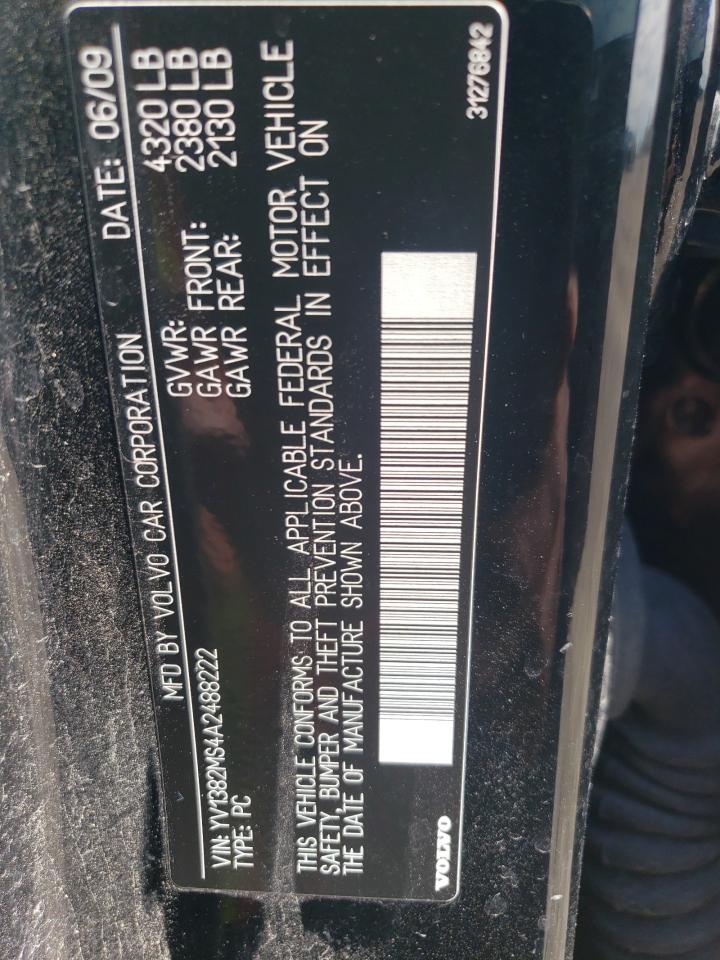 MFD BY VOLVO CAR CORPORATION DATE: 06/09
GVWR: 4320 LB
GAWR FRONT: 2380 LB
GAWR REAR: 2130 LB
VIN: YV1382MS4A2488222
TYPE: PC
THIS VEHICLE CONFORMS TO ALL APPLICABLE FEDERAL MOTOR VEHICLE
SAFETY, BUMPER AND THEFT PREVENTION STANDARDS IN EFFECT ON
THE DATE OF MANUFACTURE SHOWN ABOVE.
VOLVO 31276842